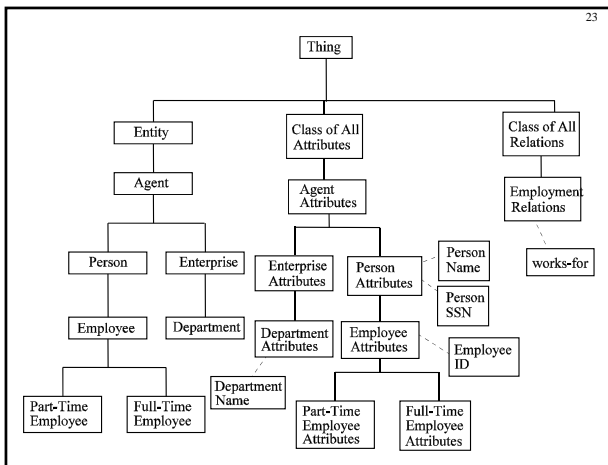 23
Thing
Entity
Class of All
Attributes
Class of All
Relations
Agent
Agent
Attributes
Employment
Relations
Person
Enterprise
Enterprise
Attributes
Person
Attributes
Person
Name
works-for
Person
SSN
Employee
Department
Department
Attributes
Employee
Attributes
Employee
ID
Department
Name
Part-Time
Employee
Full-Time
Employee
Part-Time
Employee
Attributes
Full-Time
Employee
Attributes